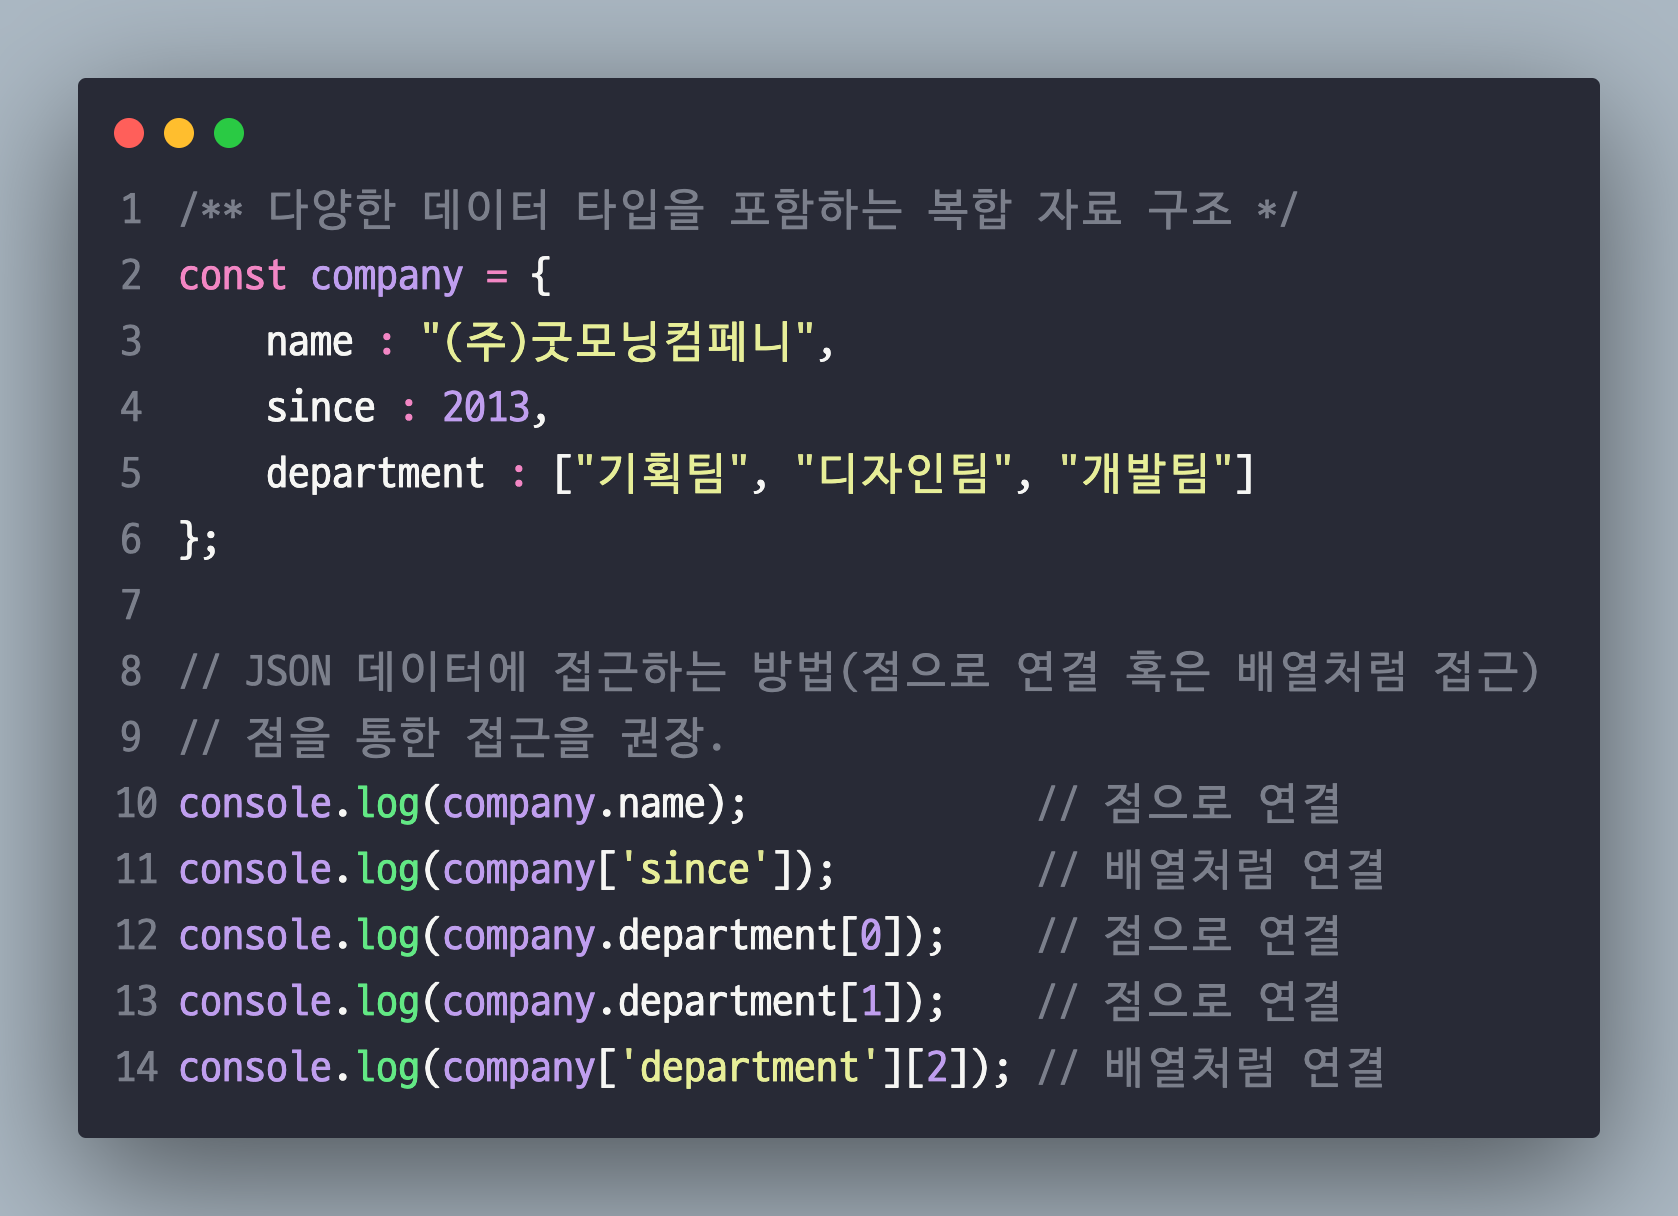 1 /** 다양한 데이터 타입을 포함하는 복합 자료 구조 */
2 const company = {
3     name : "(주)굿모닝컴페니",
4     since : 2013,
5     department : ["기획팀", "디자인팀", "개발팀"]
6 };
7
8 // JSON 데이터에 접근하는 방법(점으로 연결 혹은 배열처럼 접근)
9 // 점을 통한 접근을 권장.
10 console.log(company.name);             // 점으로 연결
11 console.log(company['since']);         // 배열처럼 연결
12 console.log(company.department[0]);    // 점으로 연결
13 console.log(company.department[1]);    // 점으로 연결
14 console.log(company['department'][2]); // 배열처럼 연결